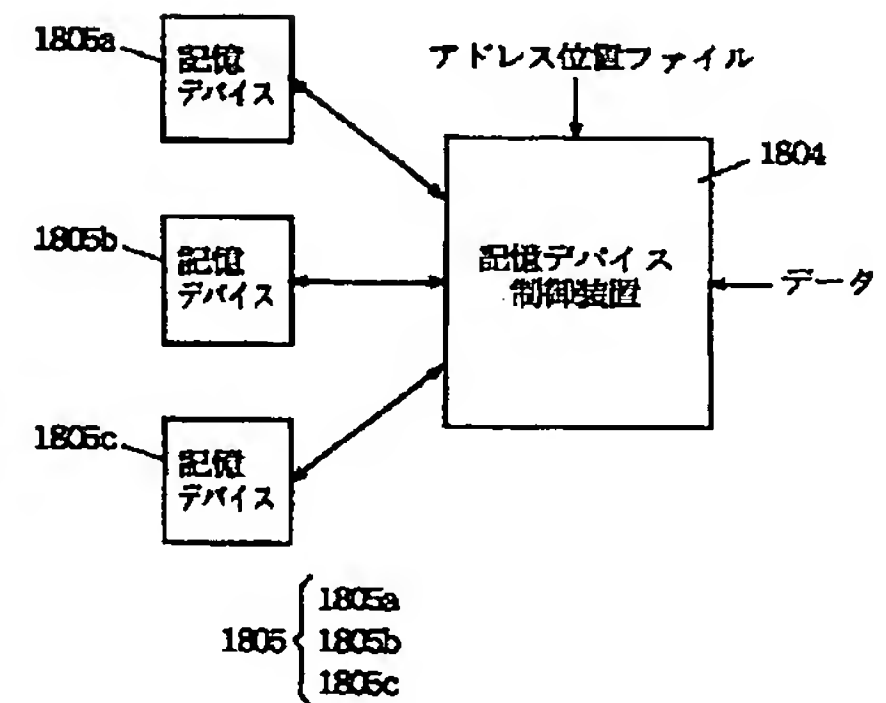 1805a
記憶
デバイス
アドレス位置ファイル
1804
1805b
記憶
デバイス
記憶デバイス
制御装置
データ
1805c
記憶
デバイス
1805
1805a
1805b
1805c